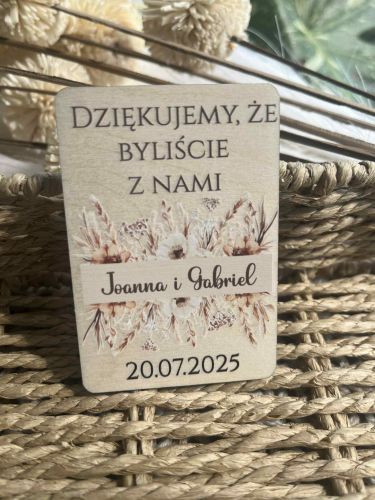 DZIĘKUJEMY, ŻE
BYLIŚCIE
Z NAMI
Joanna i Gabriel
20.07.2025